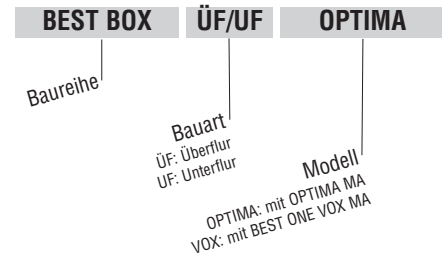 BEST BOX ÜF/UF OPTIMA
Baureihe
Bauart
ÜF: Überflur
UF: Unterflur
Modell
OPTIMA: mit OPTIMA MA
VOX: mit BEST ONE VOX MA